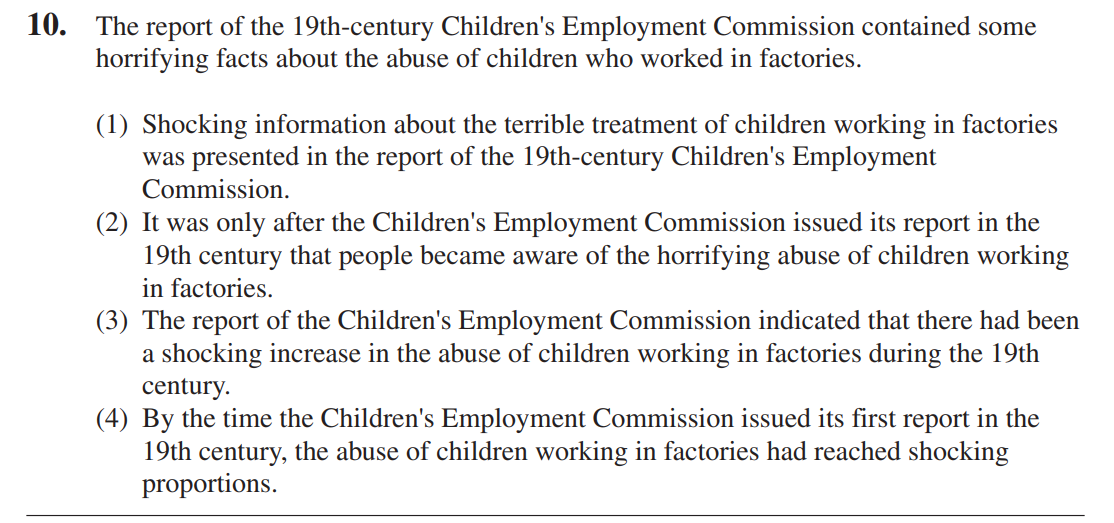 10. The report of the 19th-century Children's Employment Commission contained some
horrifying facts about the abuse of children who worked in factories.
(1) Shocking information about the terrible treatment of children working in factories
was presented in the report of the 19th-century Children's Employment
Commission.
(2) It was only after the Children's Employment Commission issued its report in the
19th century that people became aware of the horrifying abuse of children working
in factories.
(3) The report of the Children's Employment Commission indicated that there had been
a shocking increase in the abuse of children working in factories during the 19th
century.
(4) By the time the Children's Employment Commission issued its first report in the
19th century, the abuse of children working in factories had reached shocking
proportions.